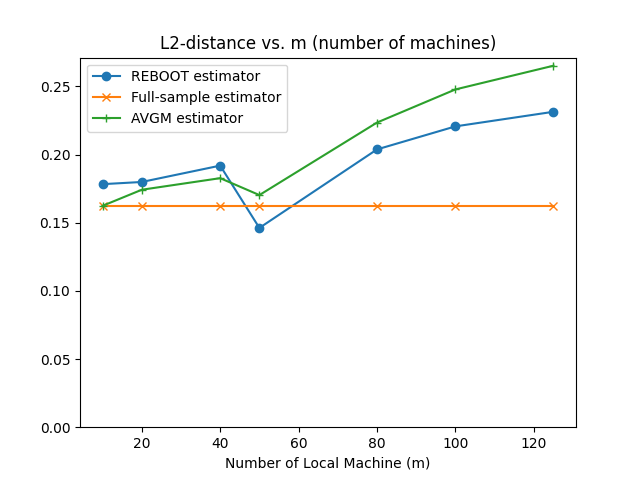 L2-distance vs. m (number of machines)
REBOOT estimator
Full-sample estimator
AVGM estimator
0.25
0.20
0.15
0.10
0.05
0.00
20 40 60 80 100 120
Number of Local Machine (m)